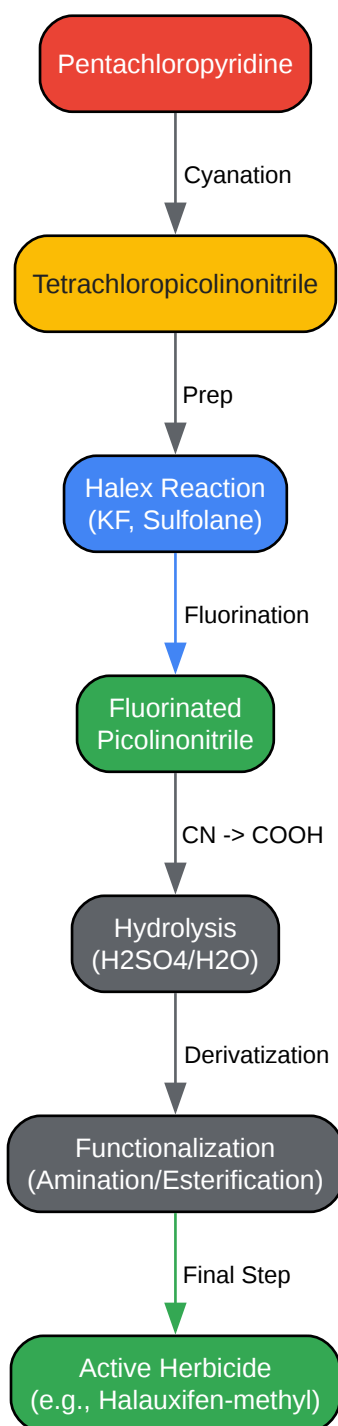 Pentachloropyridine
Cyanation
Tetrachloropicolinonitrile
Prep
Halex Reaction
(KF, Sulfolane)
Fluorination
Fluorinated
Picolinonitrile
CN -> COOH
Hydrolysis
(H2SO4/H2O)
Derivatization
Functionalization
(Amination/Esterification)
Final Step
Active Herbicide
(e.g., Halauxifen-methyl)